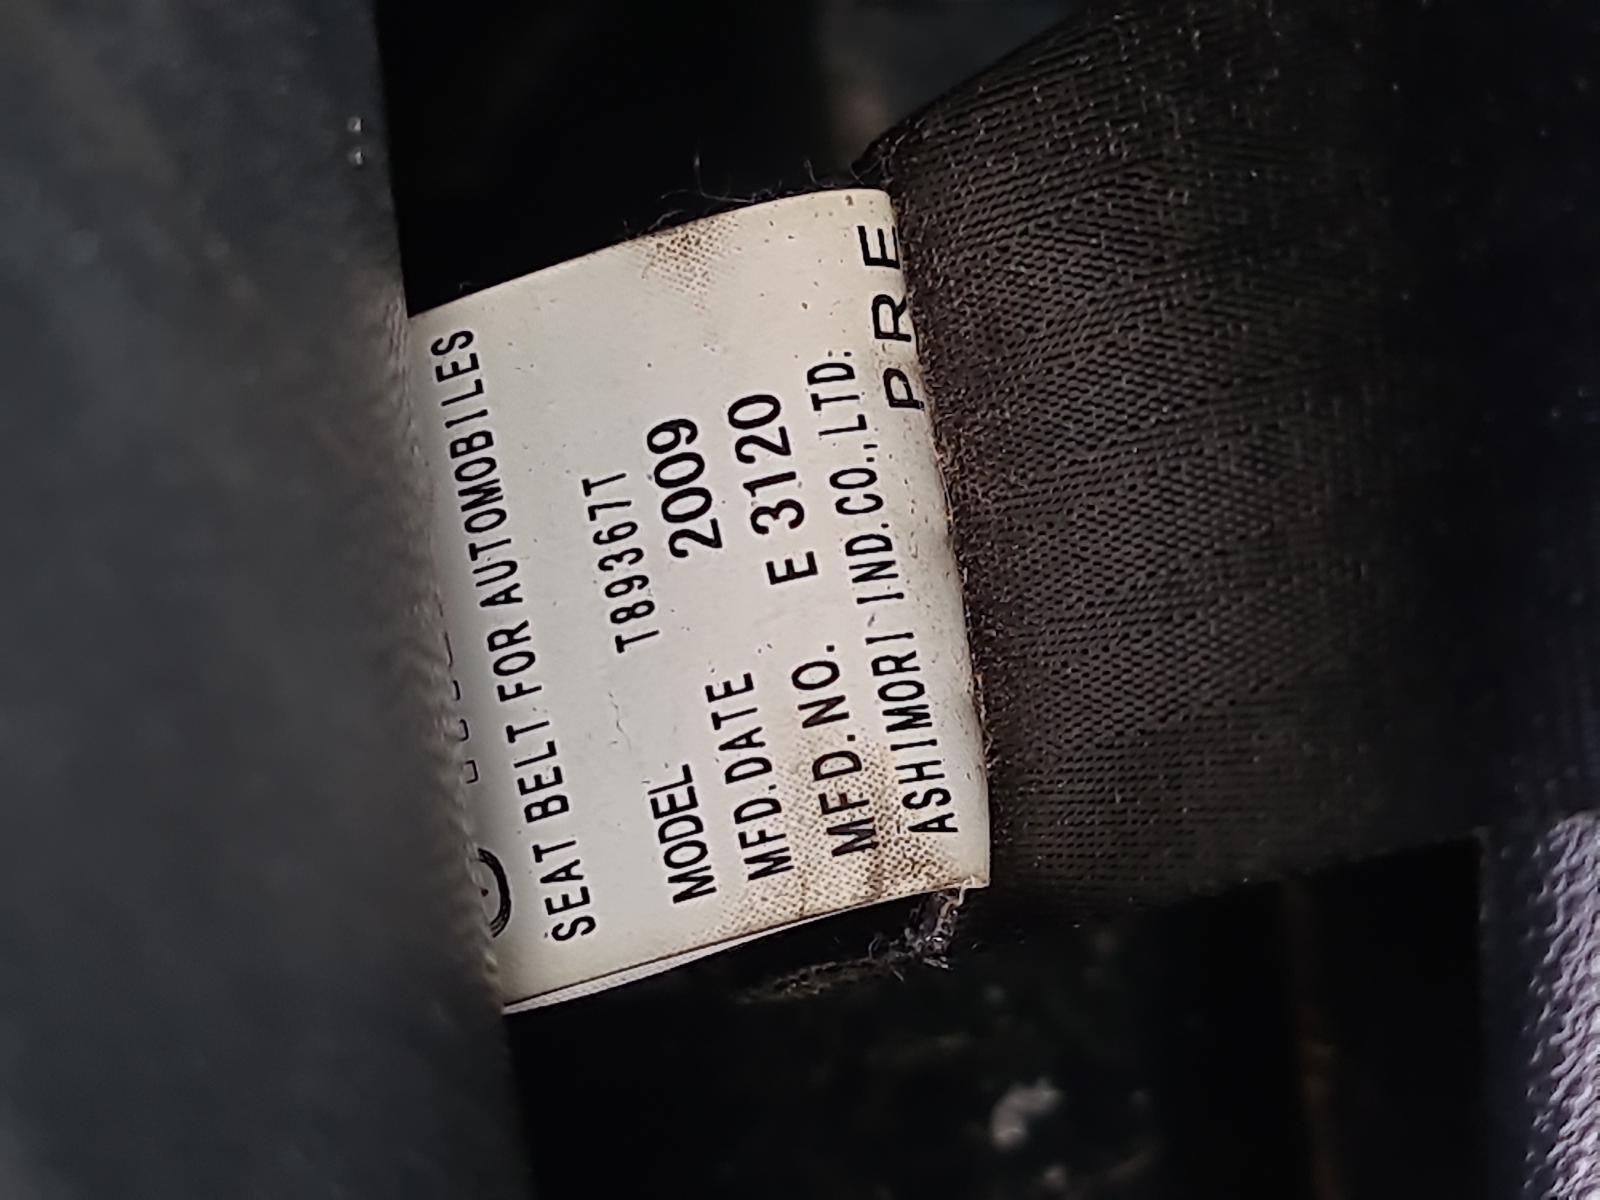 SEAT BELT FOR AUTOMOBILES
MODEL T89367T
MFD.DATE 2009
MFD.NO. E 3120
ASHIMORI IND.CO.,LTD.
PRE